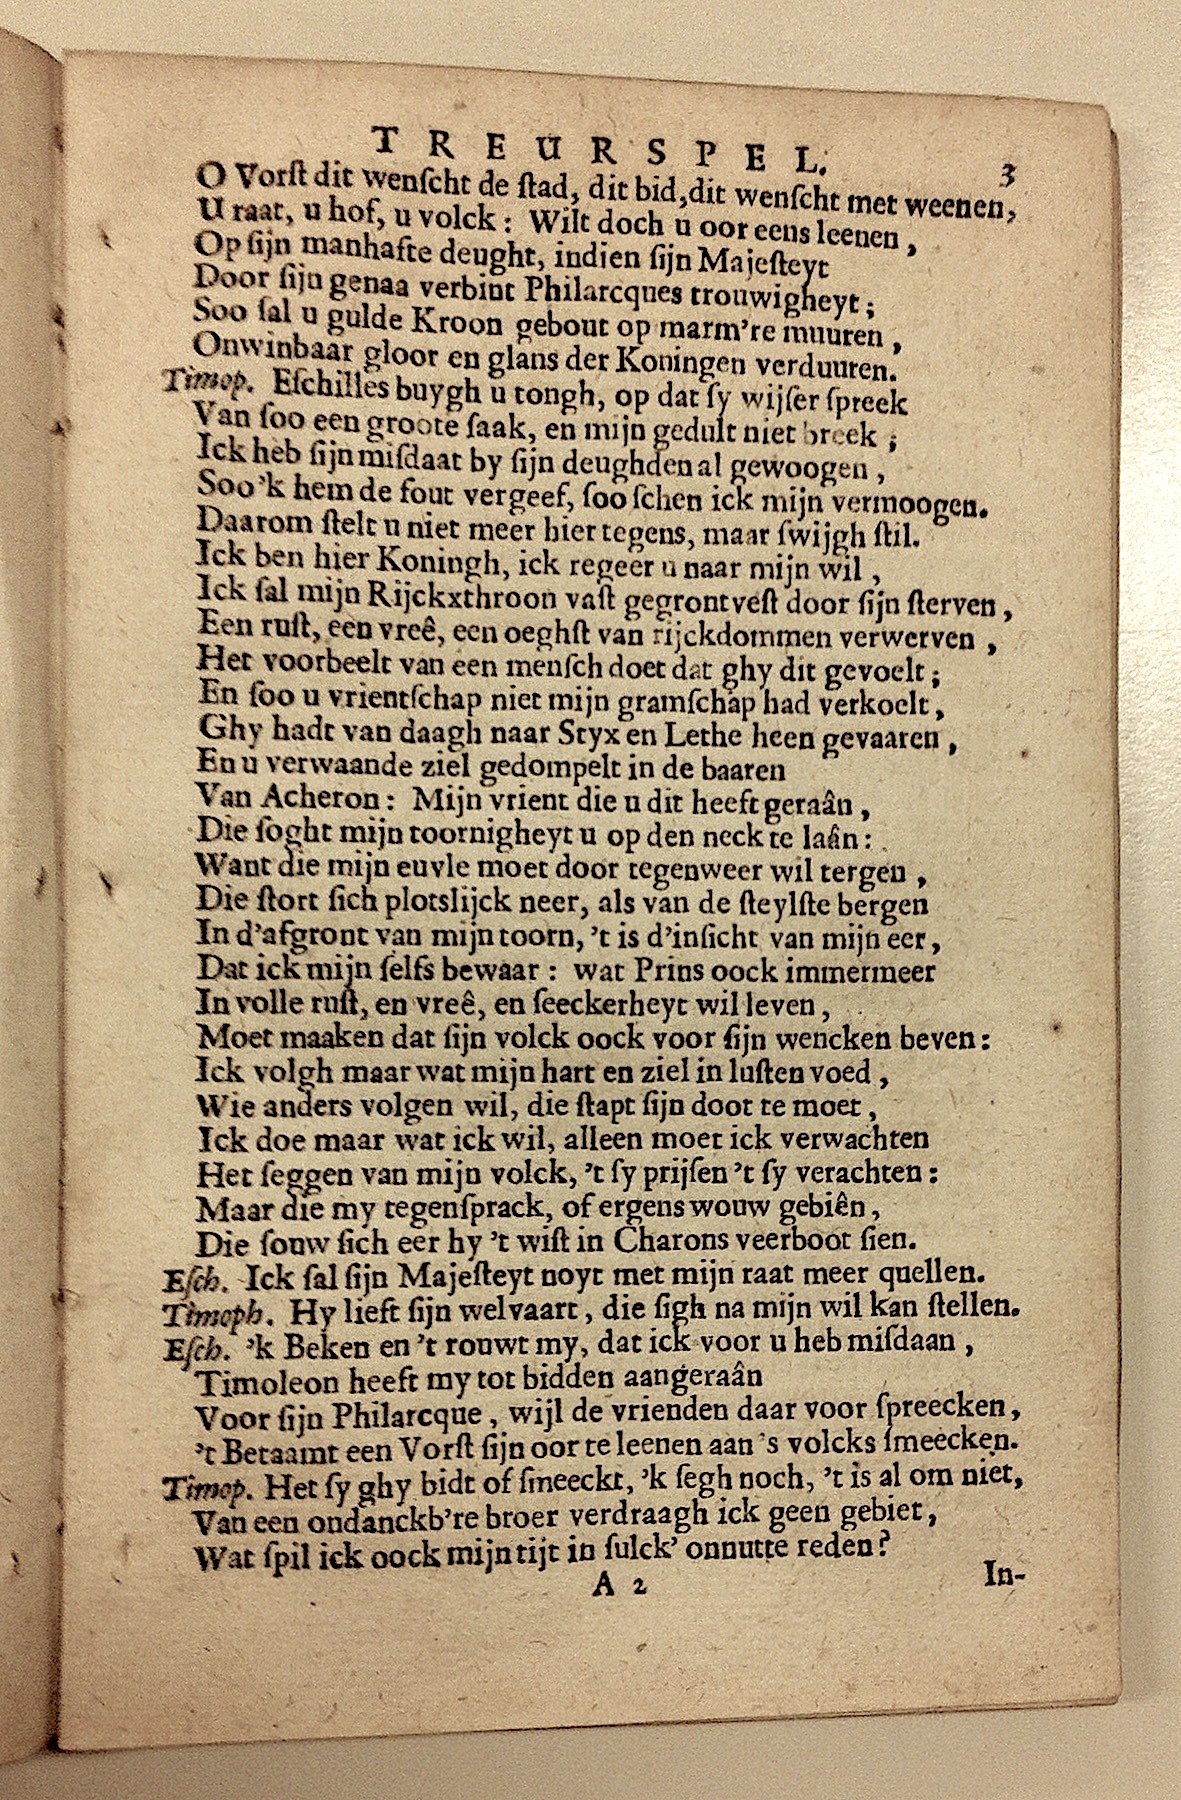 TREURSPEL. 3
O Vorſt dit wenſcht de ſtad, dit bid, dit wenſcht met weenen,
U raat, u hof, u volck: Wilt doch u oor eens leenen,
Op ſijn manhafte deught, indien ſijn Majeſteyt
Door ſijn genaa verbint Philarcques trouwigheyt;
Soo ſal u gulde Kroon gebout op marm're muuren,
Onwinbaar gloor en glans der Koningen verduuren.
Timop. Eſchilles buygh u tongh, op dat ſy wijſer ſpreek
Van ſoo een groote ſaak, en mijn gedult niet breek;
Ick heb ſijn miſdaat by ſijn deughden al gewoogen,
Soo 'k hem de fout vergeef, ſoo ſchen ick mijn vermoogen.
Daarom ſtelt u niet meer hier tegens, maar ſwijgh ſtil.
Ick ben hier Koningh, ick regeer u naar mijn wil,
Ick ſal mijn Rijckxthroon vaſt gegrontveſt door ſijn ſterven,
Een ruſt, een vreê, een oeghſt van rijckdommen verwerven,
Het voorbeelt van een menſch doet dat ghy dit gevoelt;
En ſoo u vrientſchap niet mijn gramſchap had verkoelt,
Ghy hadt van daagh naar Styx en Lethe heen gevaaren,
En u verwaande ziel gedompelt in de baaren
Van Acheron: Mijn vrient die u dit heeft geraân,
Die ſoght mijn toornigheyt u op den neck te laân:
Want die mijn euvle moet door tegenweer wil tergen,
Die ſtort ſich plotslijck neer, als van de ſteylſte bergen
In d'afgront van mijn toorn, 't is d'inſicht van mijn eer,
Dat ick mijn ſelfs bewaar: wat Prins oock immermeer
In volle ruſt, en vreê, en ſeeckerheyt wil leven,
Moet maaken dat ſijn volck oock voor ſijn wencken beven:
Ick volgh maar wat mijn hart en ziel in luſten voed,
Wie anders volgen wil, die ſtapt ſijn doot te moet,
Ick doe maar wat ick wil, alleen moet ick verwachten
Het ſeggen van mijn volck, 't ſy prijſen 't ſy verachten:
Maar die my tegenſprack, of ergens wouw gebiên,
Die ſouw ſich eer hy 't wiſt in Charons veerboot ſien.
Eſch. Ick ſal ſijn Majeſteyt noyt met mijn raat meer quellen.
Timoph. Hy lieft ſijn welvaart, die ſigh na mijn wil kan ſtellen.
Eſch. 'k Beken en 't rouwt my, dat ick voor u heb miſdaan,
Timoleon heeft my tot bidden aangeraân
Voor ſijn Philarcque, wijl de vrienden daar voor ſpreecken,
't Betaamt een Vorſt ſijn oor te leenen aan 's volcks ſmeecken.
Timop. Het ſy ghy bidt of ſmeeckt, 'k ſegh noch, 't is al om niet,
Van een ondanckb're broer verdraagh ick geen gebiet,
Wat ſpil ick oock mijn tijt in ſulck' onnutte reden?
A 2 In-